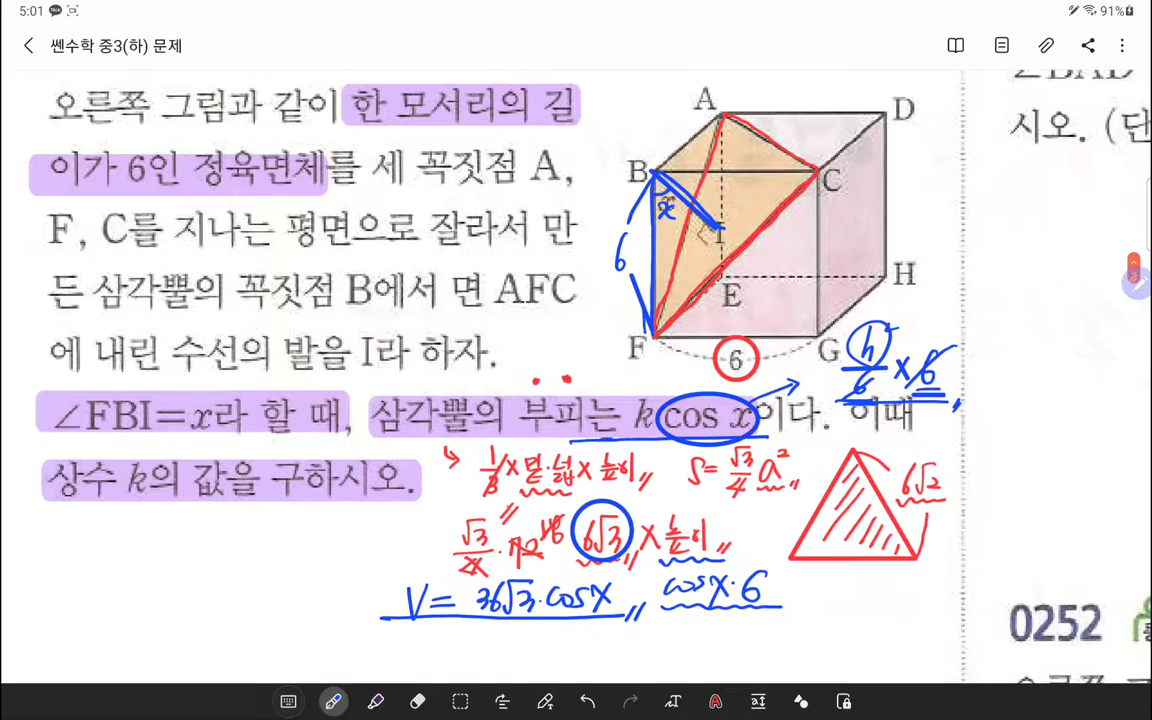 5:01
91%
쎈수학 중3(하) 문제
오른쪽 그림과 같이 한 모서리의 길
이가 6인 정육면체를 세 꼭짓점 A,
F, C를 지나는 평면으로 잘라서 만
든 삼각뿔의 꼭짓점 B에서 면 AFC
에 내린 수선의 발을 I라 하자.
∠FBI=x라 할 때, 삼각뿔의 부피는 k cos x이다. 이때
상수 k의 값을 구하시오.
A
D
B
C
x
I
6
E
H
F
6
G
h/6 × 6
1/3 × 밑·넓 × 높이
S = √3/4 a²
6√2
6√3 × 높이
V = 36√3·cosx
cosx·6
∠BAD
시오. (단
0252